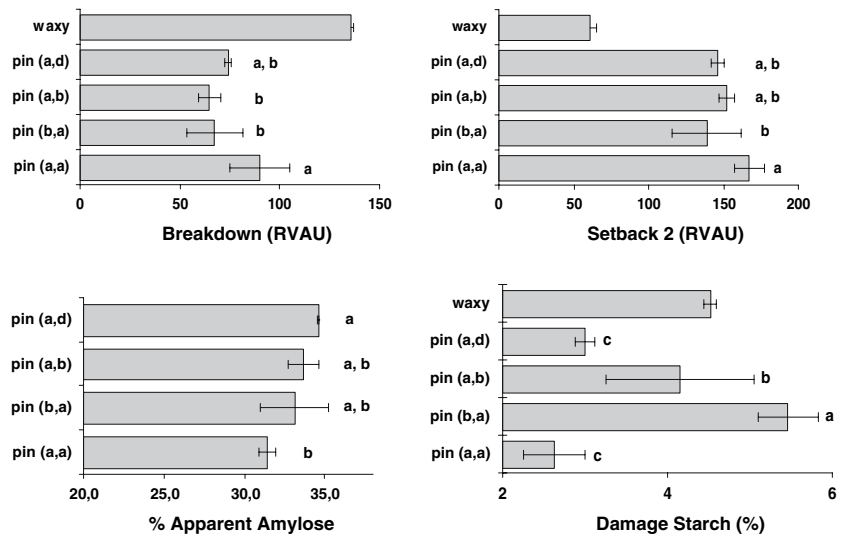 waxy
pin (a,d)
a, b
pin (a,b)
b
pin (b,a)
b
pin (a,a)
a
0 50 100 150
Breakdown (RVAU)
waxy
pin (a,d)
a, b
pin (a,b)
a, b
pin (b,a)
b
pin (a,a)
a
0 50 100 150 200
Setback 2 (RVAU)
pin (a,d)
a
pin (a,b)
a, b
pin (b,a)
a, b
pin (a,a)
b
20,0 25,0 30,0 35,0
% Apparent Amylose
waxy
pin (a,d)
c
pin (a,b)
b
pin (b,a)
a
pin (a,a)
c
2 4 6
Damage Starch (%)